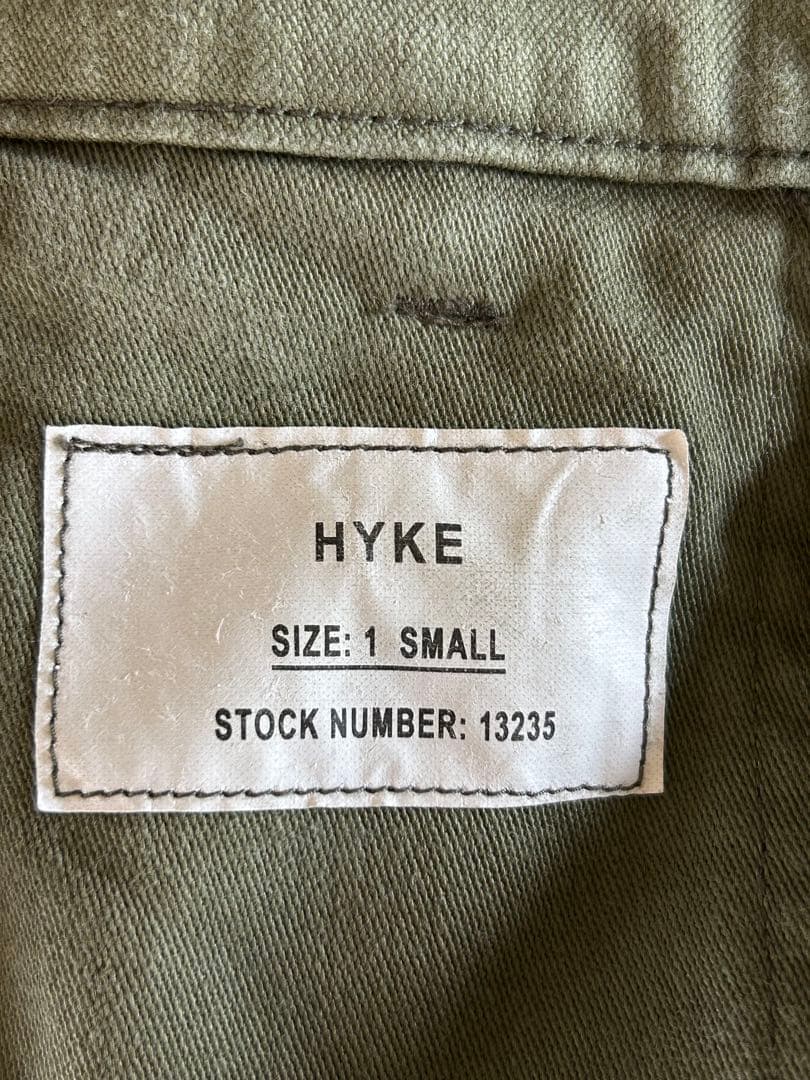 HYKE
SIZE: 1 SMALL
STOCK NUMBER: 13235